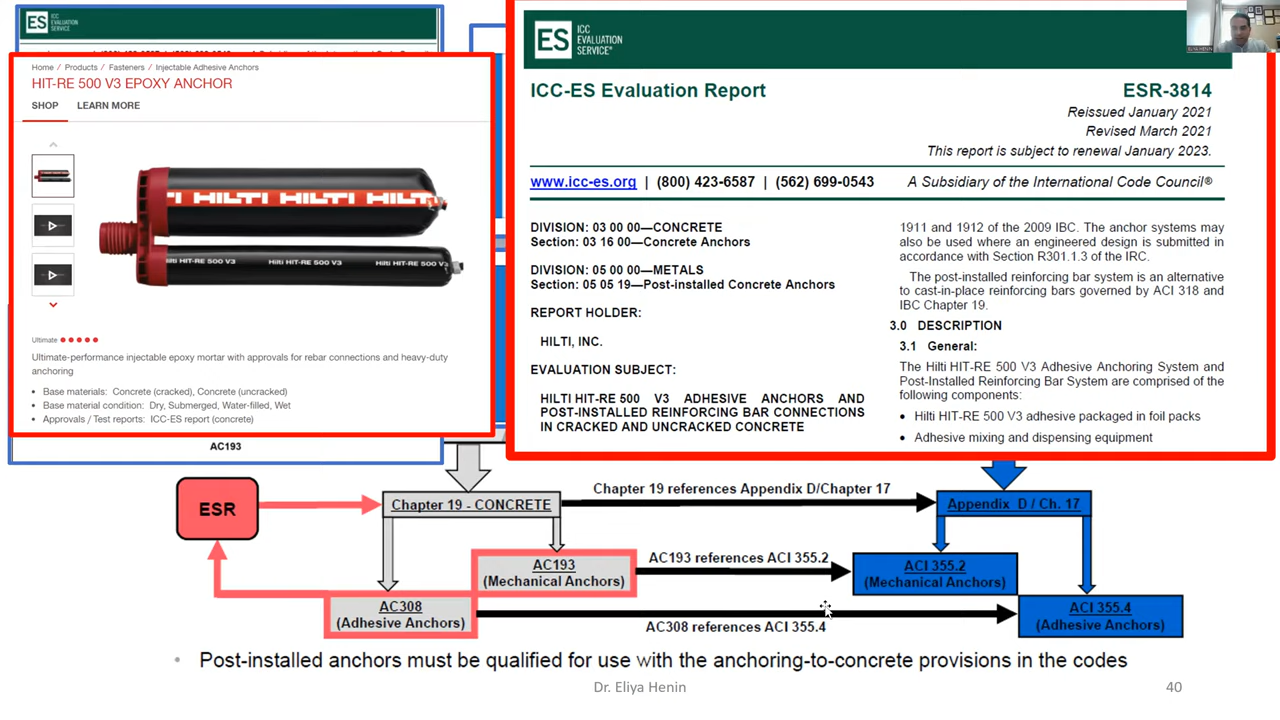 ES ICC
EVALUATION
SERVICE
Home / Products / Fasteners / Injectable Adhesive Anchors
HIT-RE 500 V3 EPOXY ANCHOR
SHOP LEARN MORE
HILTI HILTI HILTI
Hilti HIT-RE 500 V3 Hilti HIT-RE 500 V3 Hilti HIT-RE 500 V3
Ultimate
Ultimate-performance injectable epoxy mortar with approvals for rebar connections and heavy-duty
anchoring
• Base materials: Concrete (cracked), Concrete (uncracked)
• Base material condition: Dry, Submerged, Water-filled, Wet
• Approvals / Test reports: ICC-ES report (concrete)
AC193
ES ICC
EVALUATION
SERVICE®
ICC-ES Evaluation Report ESR-3814
Reissued January 2021
Revised March 2021
This report is subject to renewal January 2023.
www.icc-es.org | (800) 423-6587 | (562) 699-0543 A Subsidiary of the International Code Council®
DIVISION: 03 00 00—CONCRETE
Section: 03 16 00—Concrete Anchors
DIVISION: 05 00 00—METALS
Section: 05 05 19—Post-installed Concrete Anchors
REPORT HOLDER:
HILTI, INC.
EVALUATION SUBJECT:
HILTI HIT-RE 500 V3 ADHESIVE ANCHORS AND
POST-INSTALLED REINFORCING BAR CONNECTIONS
IN CRACKED AND UNCRACKED CONCRETE
1911 and 1912 of the 2009 IBC. The anchor systems may
also be used where an engineered design is submitted in
accordance with Section R301.1.3 of the IRC.
The post-installed reinforcing bar system is an alternative
to cast-in-place reinforcing bars governed by ACI 318 and
IBC Chapter 19.
3.0 DESCRIPTION
3.1 General:
The Hilti HIT-RE 500 V3 Adhesive Anchoring System and
Post-Installed Reinforcing Bar System are comprised of the
following components:
• Hilti HIT-RE 500 V3 adhesive packaged in foil packs
• Adhesive mixing and dispensing equipment
ESR
Chapter 19 - CONCRETE
Chapter 19 references Appendix D/Chapter 17
Appendix D / Ch. 17
AC193
(Mechanical Anchors)
AC193 references ACI 355.2
ACI 355.2
(Mechanical Anchors)
AC308
(Adhesive Anchors)
AC308 references ACI 355.4
ACI 355.4
(Adhesive Anchors)
• Post-installed anchors must be qualified for use with the anchoring-to-concrete provisions in the codes
Dr. Eliya Henin
40